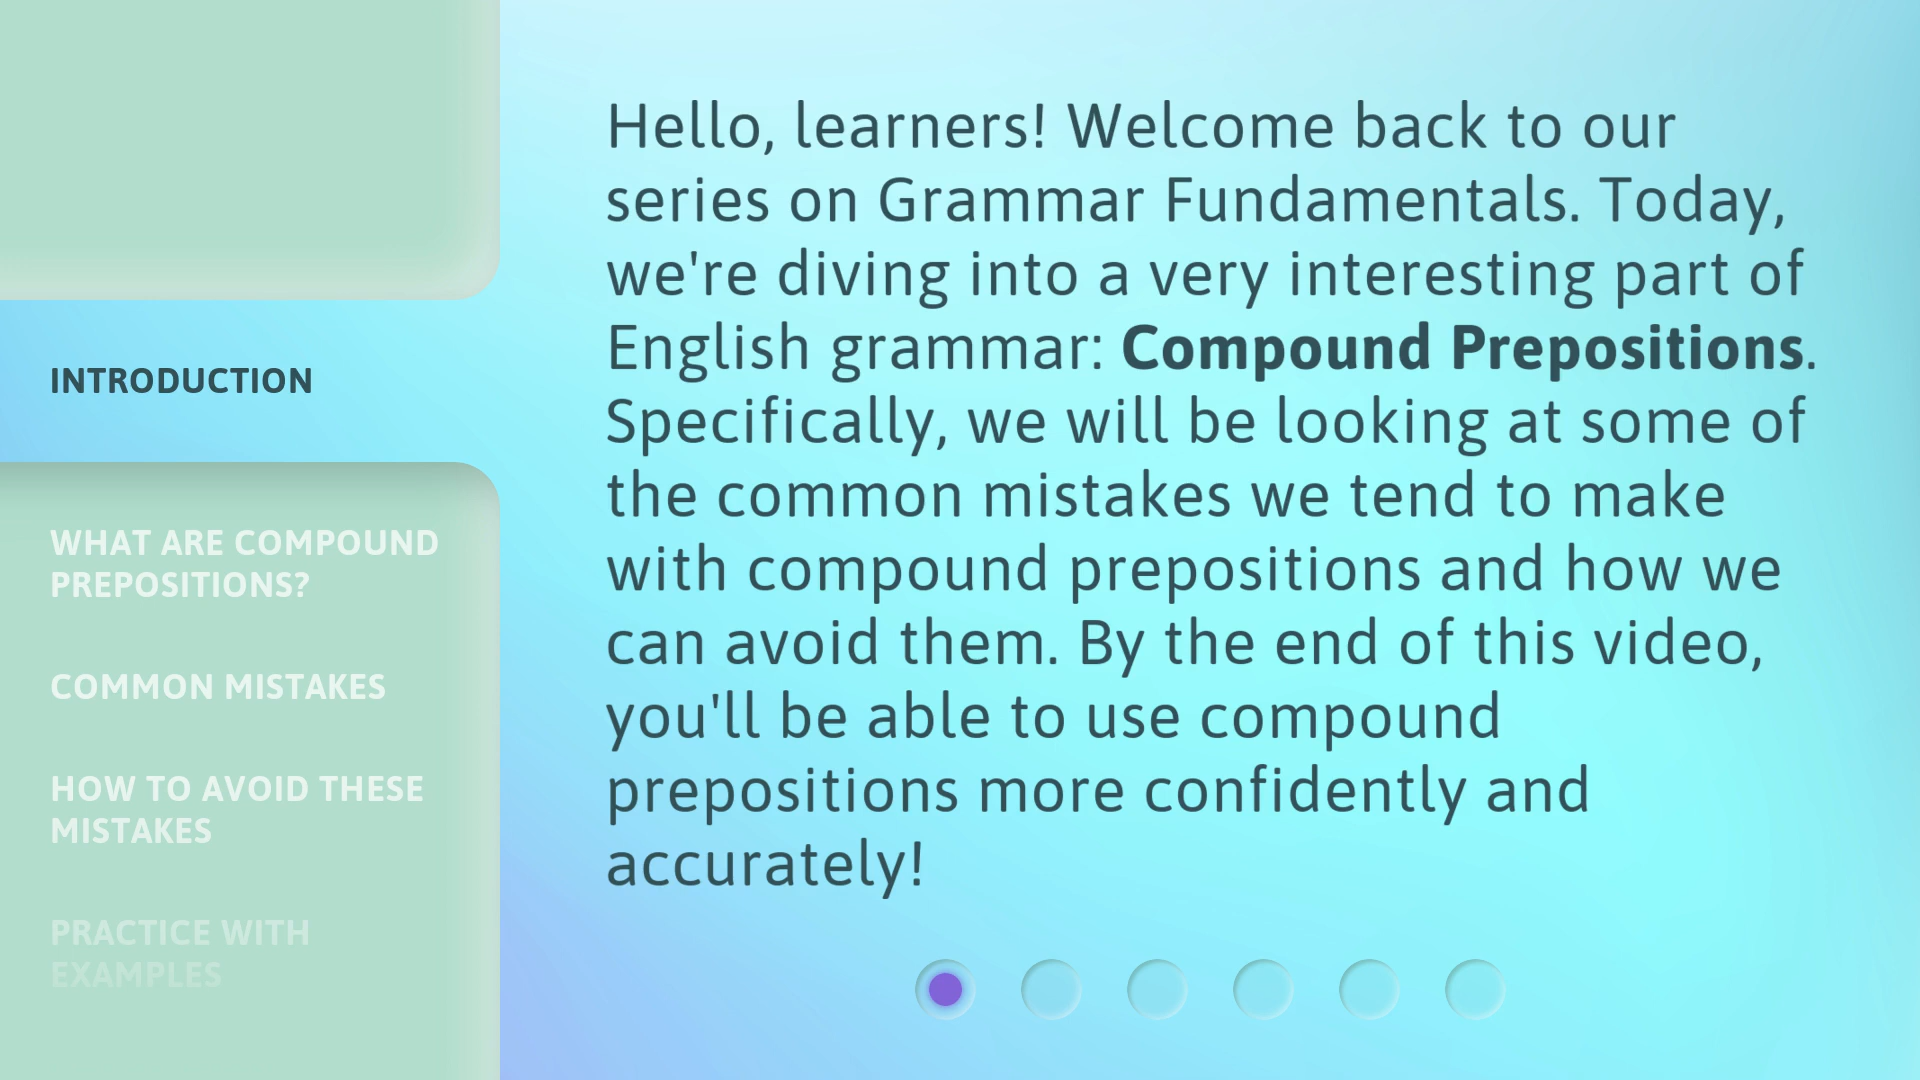 INTRODUCTION
WHAT ARE COMPOUND
PREPOSITIONS?
COMMON MISTAKES
HOW TO AVOID THESE
MISTAKES
PRACTICE WITH
EXAMPLES
Hello, learners! Welcome back to our
series on Grammar Fundamentals. Today,
we're diving into a very interesting part of
English grammar: Compound Prepositions.
Specifically, we will be looking at some of
the common mistakes we tend to make
with compound prepositions and how we
can avoid them. By the end of this video,
you'll be able to use compound
prepositions more confidently and
accurately!